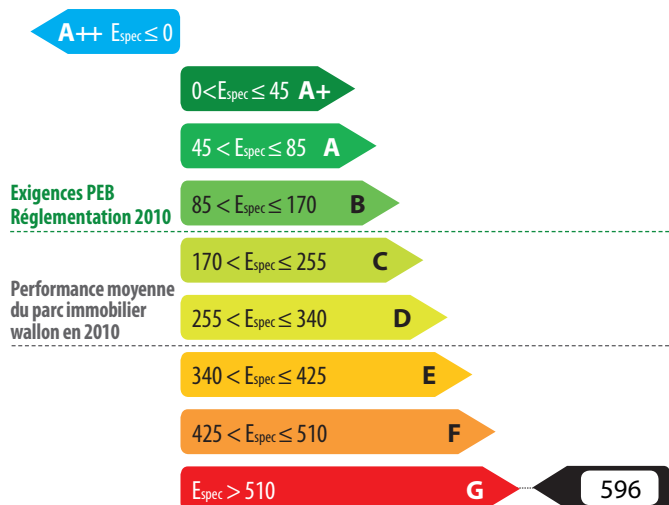 A++ Espec ≤ 0
0<Espec ≤ 45 A+
45 < Espec ≤ 85 A
Exigences PEB
Réglementation 2010
85 < Espec ≤ 170 B
170 < Espec ≤ 255 C
Performance moyenne
du parc immobilier
wallon en 2010
255 < Espec ≤ 340 D
340 < Espec ≤ 425 E
425 < Espec ≤ 510 F
Espec > 510 G 596